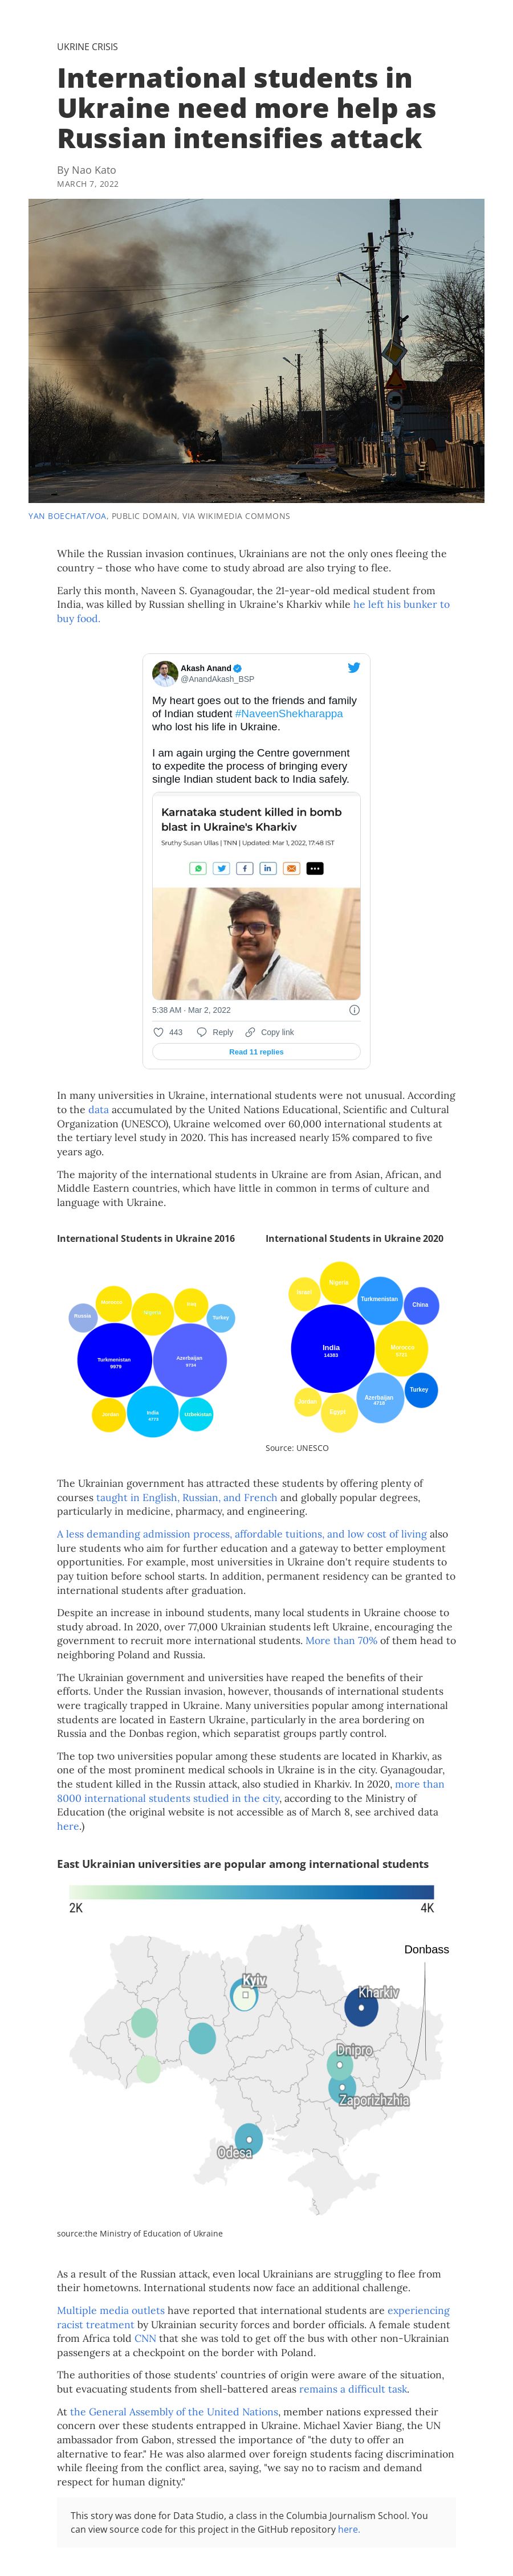 UKRINE CRISIS
International students in
Ukraine need more help as
Russian intensifies attack
By Nao Kato
MARCH 7, 2022
YAN BOECHAT/VOA, PUBLIC DOMAIN, VIA WIKIMEDIA COMMONS
While the Russian invasion continues, Ukrainians are not the only ones fleeing the
country – those who have come to study abroad are also trying to flee.
Early this month, Naveen S. Gyanagoudar, the 21-year-old medical student from
India, was killed by Russian shelling in Ukraine's Kharkiv while he left his bunker to
buy food.
Akash Anand
@AnandAkash_BSP
My heart goes out to the friends and family
of Indian student #NaveenShekharappa
who lost his life in Ukraine.
I am again urging the Centre government
to expedite the process of bringing every
single Indian student back to India safely.
Karnataka student killed in bomb
blast in Ukraine's Kharkiv
Sruthy Susan Ullas | TNN | Updated: Mar 1, 2022, 17:48 IST
5:38 AM · Mar 2, 2022
443 Reply Copy link
Read 11 replies
In many universities in Ukraine, international students were not unusual. According
to the data accumulated by the United Nations Educational, Scientific and Cultural
Organization (UNESCO), Ukraine welcomed over 60,000 international students at
the tertiary level study in 2020. This has increased nearly 15% compared to five
years ago.
The majority of the international students in Ukraine are from Asian, African, and
Middle Eastern countries, which have little in common in terms of culture and
language with Ukraine.
International Students in Ukraine 2016
Russia
Morocco
Nigeria
Iraq
Turkey
Turkmenistan
9979
Azerbaijan
Jordan
India
Uzbekistan
International Students in Ukraine 2020
Israel
Nigeria
Turkmenistan
China
India
14383
Morocco
Jordan
Egypt
Azerbaijan
4718
Turkey
Source: UNESCO
The Ukrainian government has attracted these students by offering plenty of
courses taught in English, Russian, and French and globally popular degrees,
particularly in medicine, pharmacy, and engineering.
A less demanding admission process, affordable tuitions, and low cost of living also
lure students who aim for further education and a gateway to better employment
opportunities. For example, most universities in Ukraine don't require students to
pay tuition before school starts. In addition, permanent residency can be granted to
international students after graduation.
Despite an increase in inbound students, many local students in Ukraine choose to
study abroad. In 2020, over 77,000 Ukrainian students left Ukraine, encouraging the
government to recruit more international students. More than 70% of them head to
neighboring Poland and Russia.
The Ukrainian government and universities have reaped the benefits of their
efforts. Under the Russian invasion, however, thousands of international students
were tragically trapped in Ukraine. Many universities popular among international
students are located in Eastern Ukraine, particularly in the area bordering on
Russia and the Donbas region, which separatist groups partly control.
The top two universities popular among these students are located in Kharkiv, as
one of the most prominent medical schools in Ukraine is in the city. Gyanagoudar,
the student killed in the Russin attack, also studied in Kharkiv. In 2020, more than
8000 international students studied in the city, according to the Ministry of
Education (the original website is not accessible as of March 8, see archived data
here.)
East Ukrainian universities are popular among international students
2K 4K
Donbass
Kyiv
Kharkiv
Dnipro
Zaporizhzhia
Odesa
source:the Ministry of Education of Ukraine
As a result of the Russian attack, even local Ukrainians are struggling to flee from
their hometowns. International students now face an additional challenge.
Multiple media outlets have reported that international students are experiencing
racist treatment by Ukrainian security forces and border officials. A female student
from Africa told CNN that she was told to get off the bus with other non-Ukrainian
passengers at a checkpoint on the border with Poland.
The authorities of those students' countries of origin were aware of the situation,
but evacuating students from shell-battered areas remains a difficult task.
At the General Assembly of the United Nations, member nations expressed their
concern over these students entrapped in Ukraine. Michael Xavier Biang, the UN
ambassador from Gabon, stressed the importance of "the duty to offer an
alternative to fear." He was also alarmed over foreign students facing discrimination
while fleeing from the conflict area, saying, "we say no to racism and demand
respect for human dignity."
This story was done for Data Studio, a class in the Columbia Journalism School. You
can view source code for this project in the GitHub repository here.